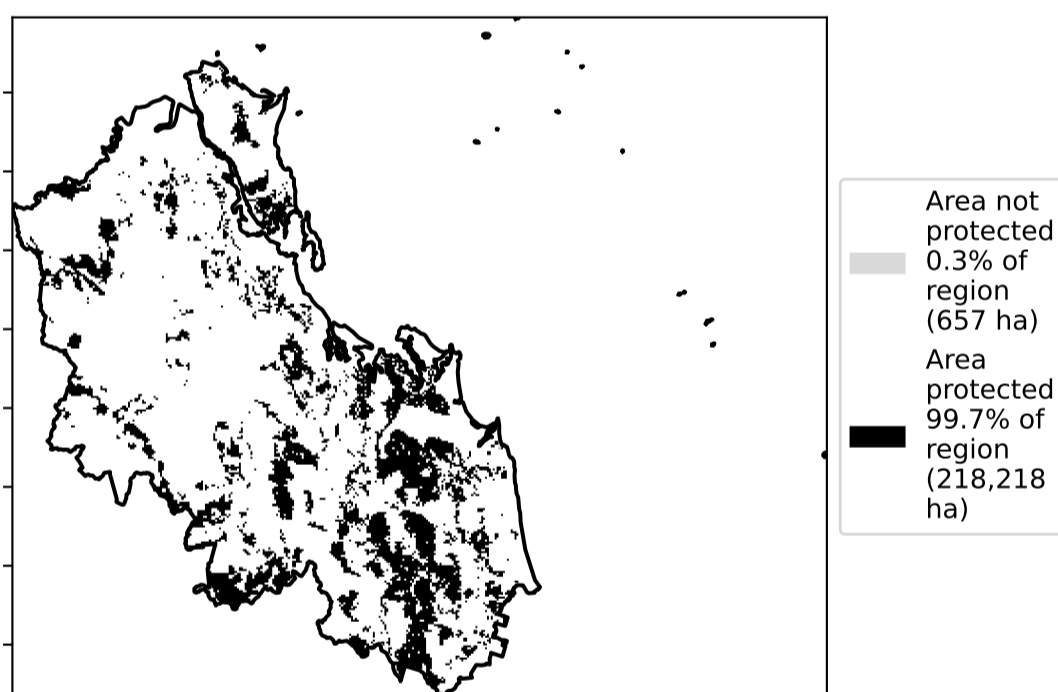 Area not
protected
0.3% of
region
(657 ha)
Area
protected
99.7% of
region
(218,218
ha)